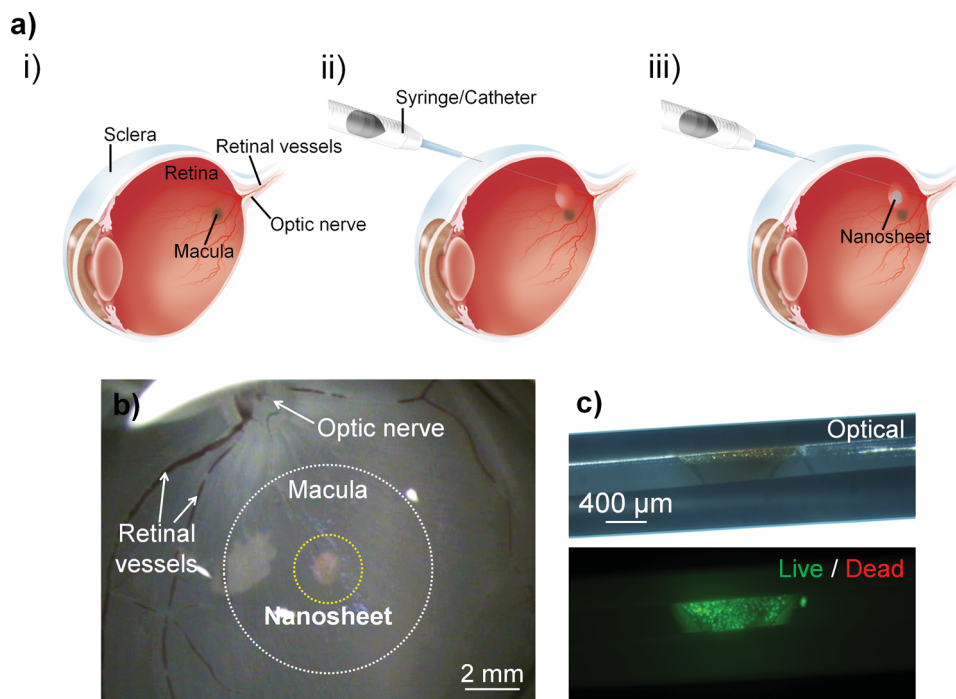 a)
i)
ii)
iii)
Syringe/Catheter
Sclera
Retinal vessels
Retina
Optic nerve
Macula
Nanosheet
b)
Optic nerve
Macula
Retinal
vessels
Nanosheet
2 mm
c)
Optical
400 µm
Live / Dead